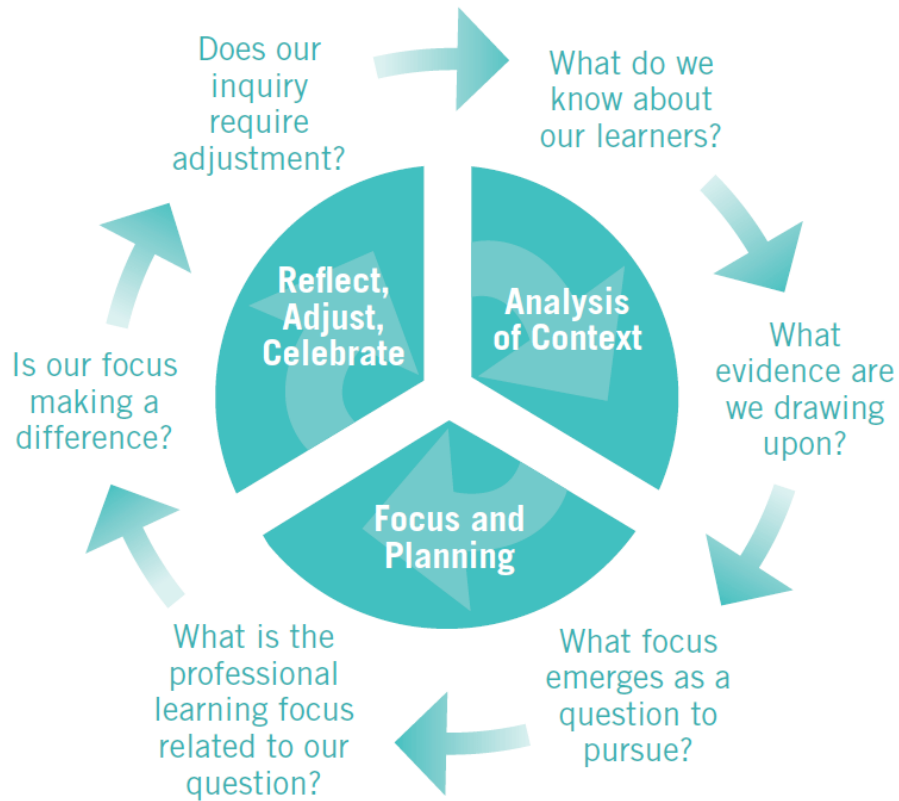 Does our
inquiry
require
adjustment?
What do we
know about
our learners?
What
evidence are
we drawing
upon?
What focus
emerges as a
question to
pursue?
What is the
professional
learning focus
related to our
question?
Is our focus
making a
difference?
Reflect,
Adjust,
Celebrate
Analysis
of Context
Focus and
Planning